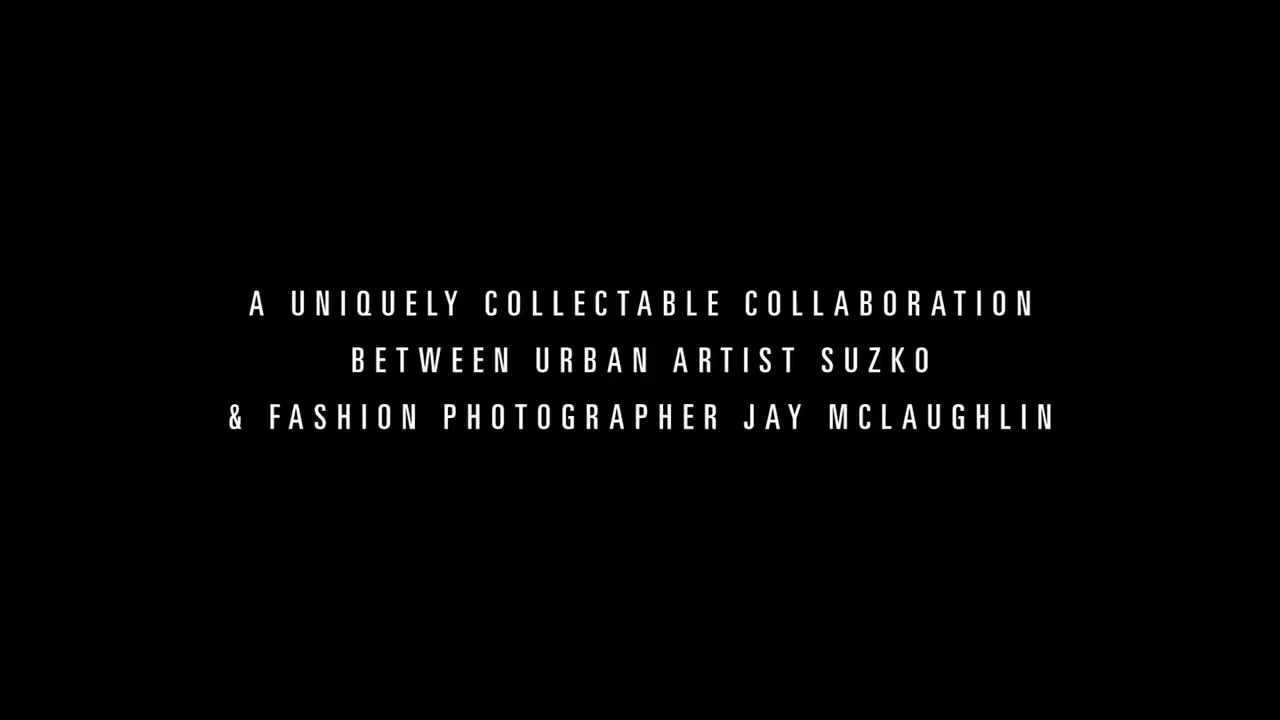 A UNIQUELY COLLECTABLE COLLABORATION
BETWEEN URBAN ARTIST SUZKO
& FASHION PHOTOGRAPHER JAY MCLAUGHLIN